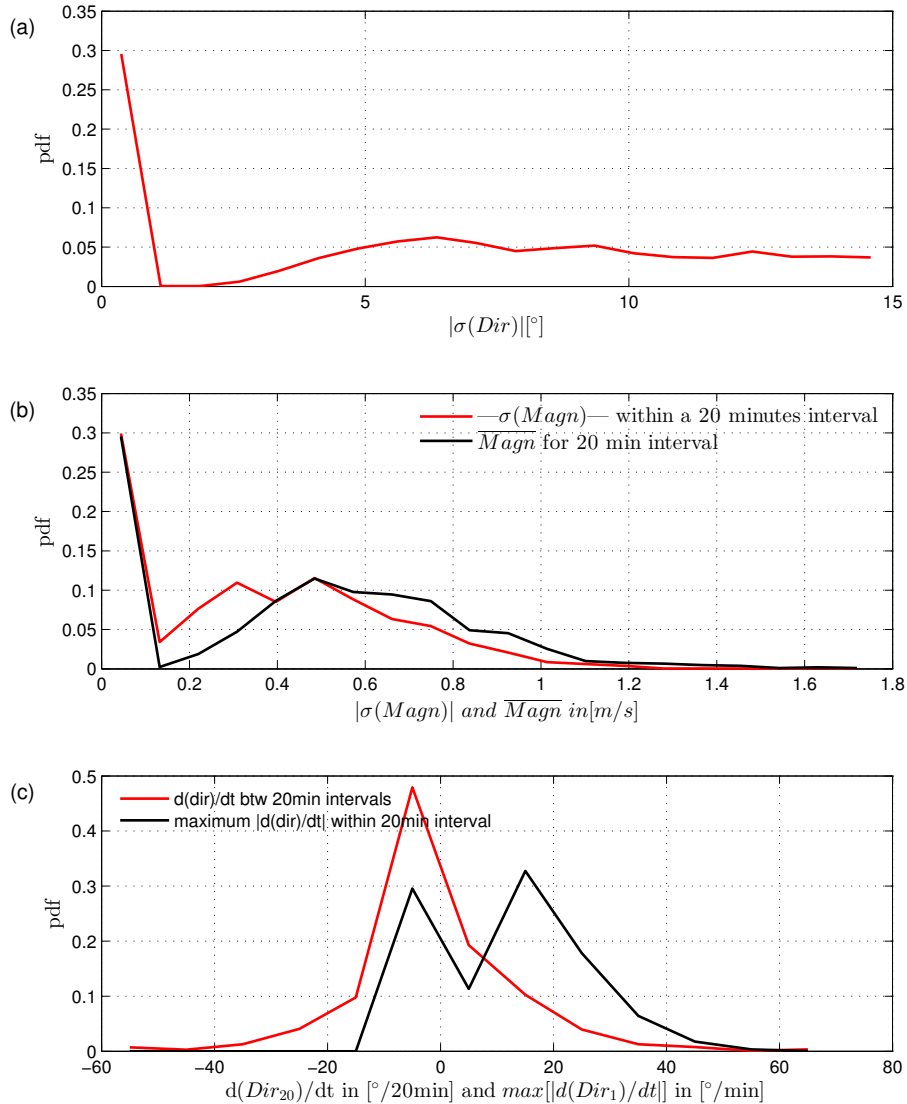 (a)
0.35
0.3
0.25
0.2
0.15
0.1
0.05
0
pdf
0 5 10 15
|σ(Dir)|[°]
(b)
0.35
0.3
0.25
0.2
0.15
0.1
0.05
0
pdf
—σ(Magn)— within a 20 minutes interval
Magn for 20 min interval
0 0.2 0.4 0.6 0.8 1 1.2 1.4 1.6 1.8
|σ(Magn)| and Magn in[m/s]
(c)
0.5
0.4
0.3
0.2
0.1
0
pdf
d(dir)/dt btw 20min intervals
maximum |d(dir)/dt| within 20min interval
−60 −40 −20 0 20 40 60 80
d(Dir₂₀)/dt in [°/20min] and max[|d(Dir₁)/dt|] in [°/min]